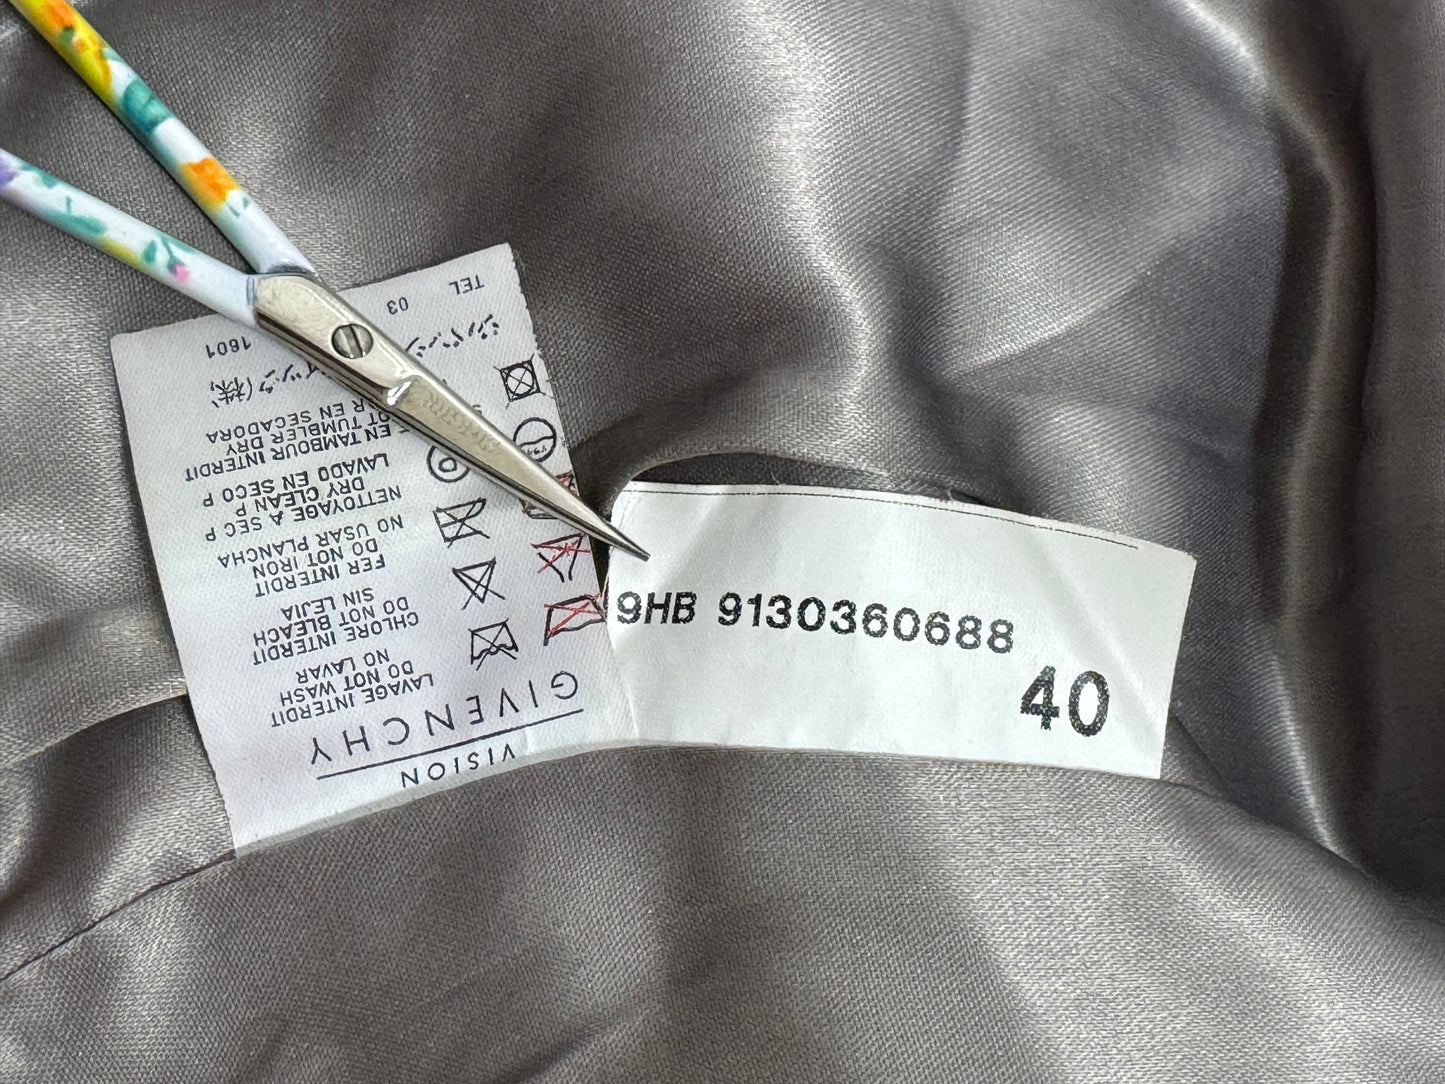 VISION
GIVENCHY
LAVAGE INTERDIT
DO NOT WASH
NO LAVAR
CHLORE INTERDIT
DO NOT BLEACH
SIN LEJIA
FER INTERDIT
DO NOT IRON
NO USAR PLANCHA
NETTOYAGE A SEC P
DRY CLEAN P
LAVADO EN SECO P
EN TAMBOUR INTERDIT
NOT TUMBLER DRY
AR EN SECADORA
TEL 03 1601
9HB 9130360688
40